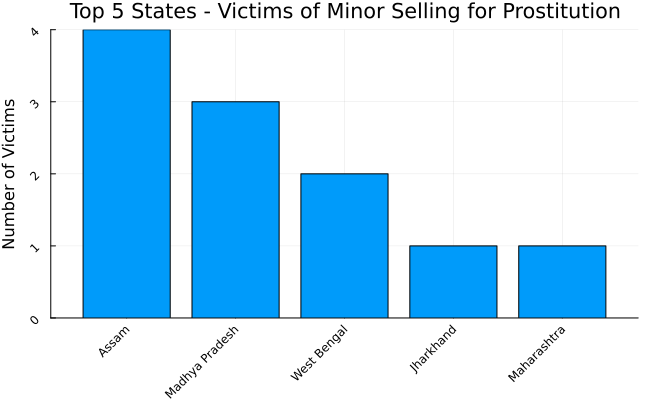 Top 5 States - Victims of Minor Selling for Prostitution
Number of Victims
4
3
2
1
0
Assam
Madhya Pradesh
West Bengal
Jharkhand
Maharashtra